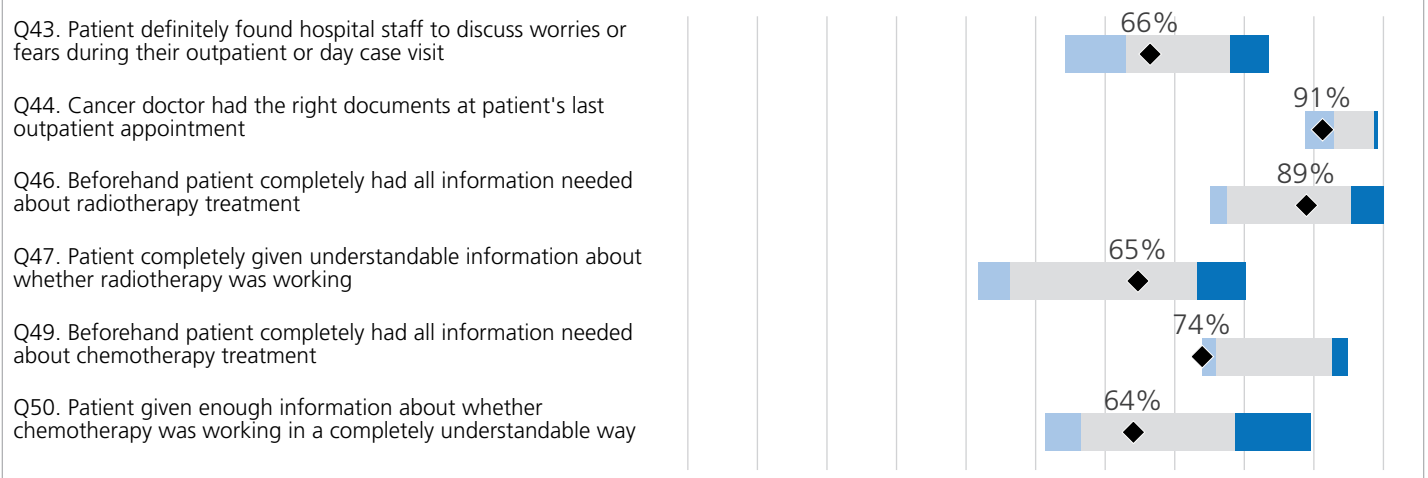 Q43. Patient definitely found hospital staff to discuss worries or
fears during their outpatient or day case visit
66%
Q44. Cancer doctor had the right documents at patient's last
outpatient appointment
91%
Q46. Beforehand patient completely had all information needed
about radiotherapy treatment
89%
Q47. Patient completely given understandable information about
whether radiotherapy was working
65%
Q49. Beforehand patient completely had all information needed
about chemotherapy treatment
74%
Q50. Patient given enough information about whether
chemotherapy was working in a completely understandable way
64%